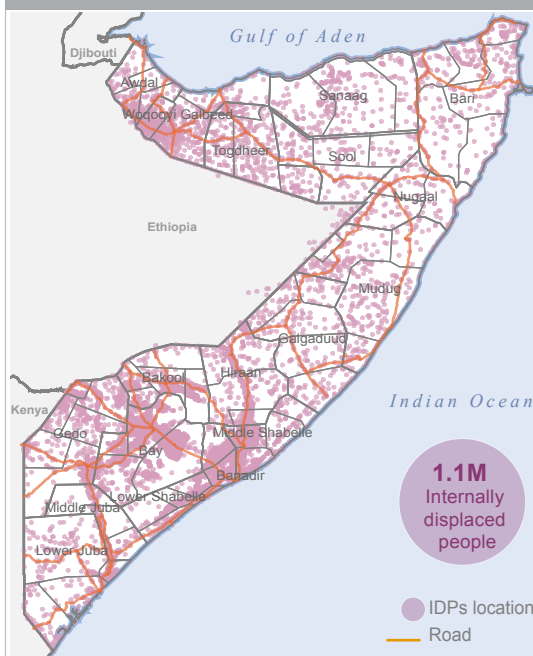 Gulf of Aden
Djibouti
Awdal
Sanaag
Bari
Woqooyi Galbeed
Togdheer
Sool
Nugaal
Ethiopia
Mudug
Galgaduud
Hiraan
Bakool
Indian Ocean
Kenya
Gedo
Middle Shabelle
Bay
Banadir
1.1M
Internally
displaced
people
Lower Shabelle
Middle Juba
Lower Juba
IDPs location
Road